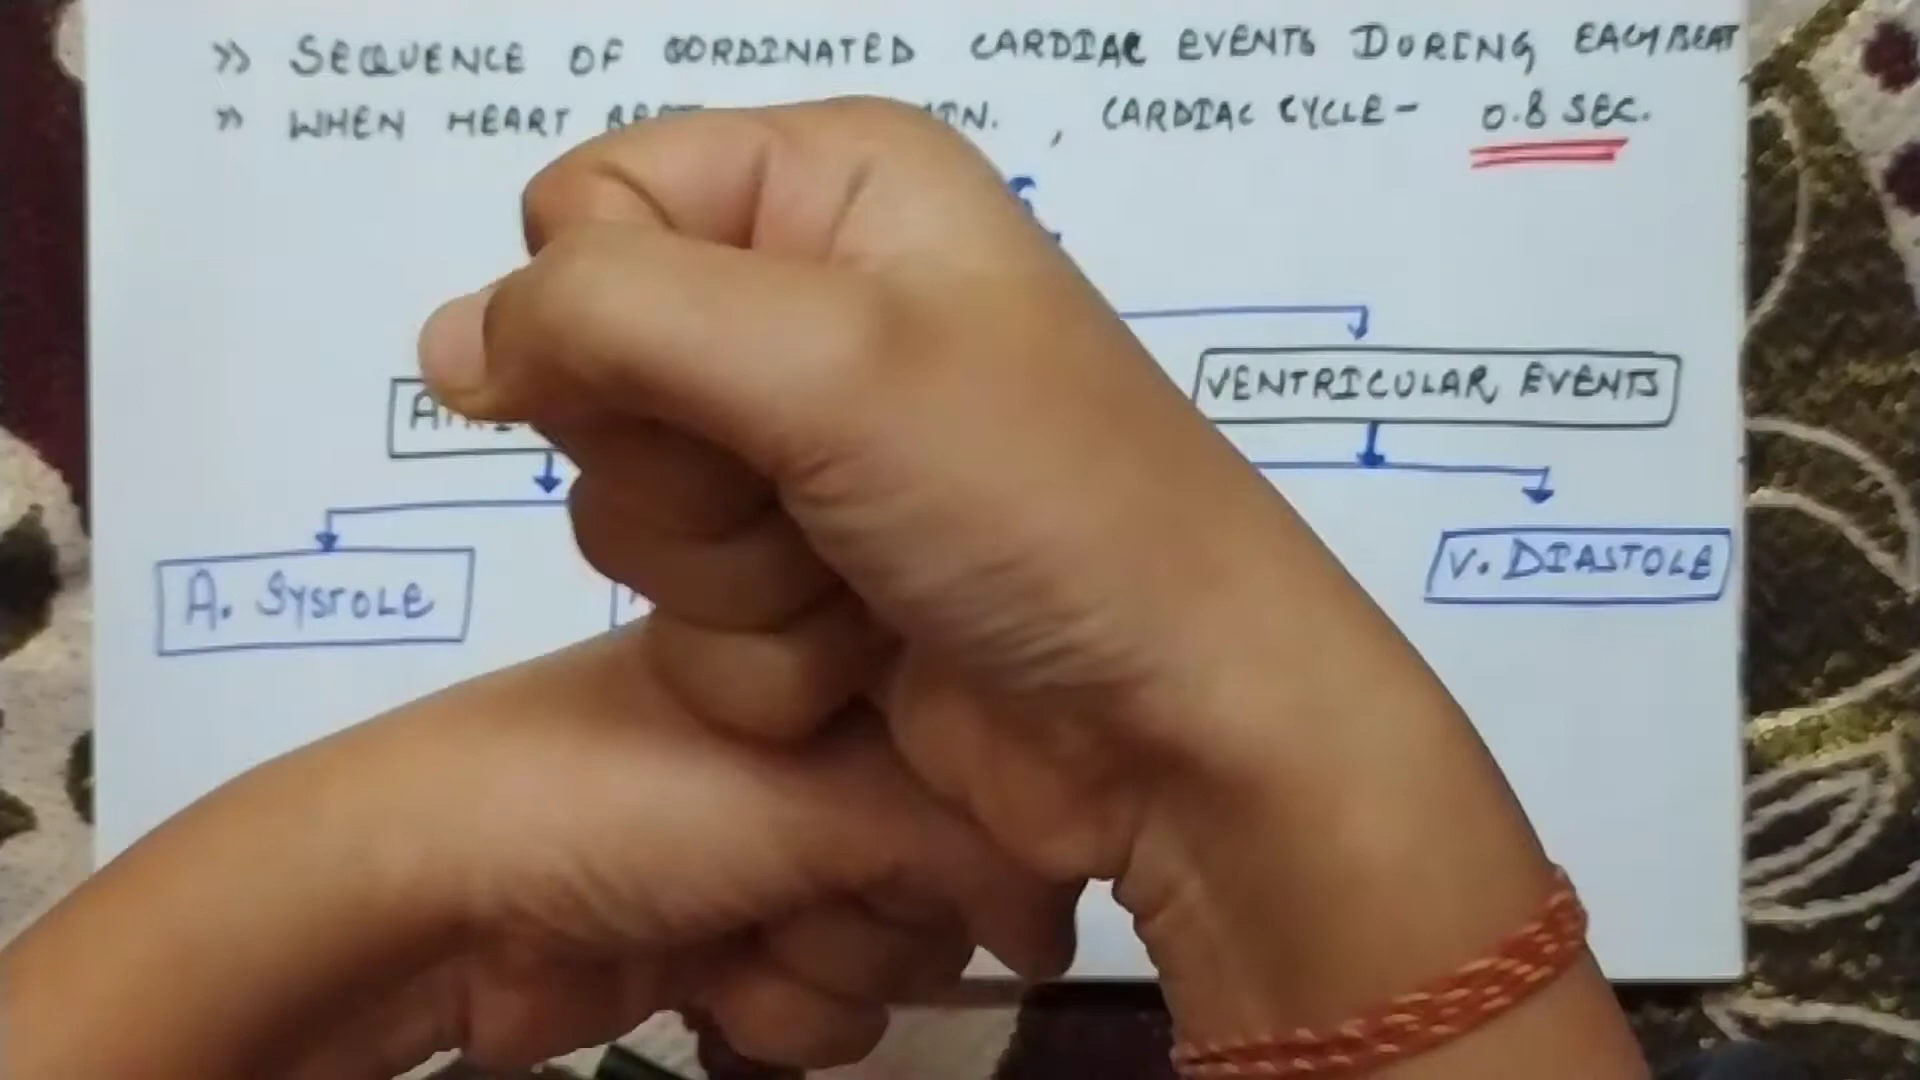 >> SEQUENCE OF CORDINATED CARDIAC EVENTS DURING EACH BEAT
>> WHEN HEART MIN. , CARDIAC CYCLE - 0.8 SEC.
VENTRICULAR EVENTS
A. SYSTOLE
V. DIASTOLE